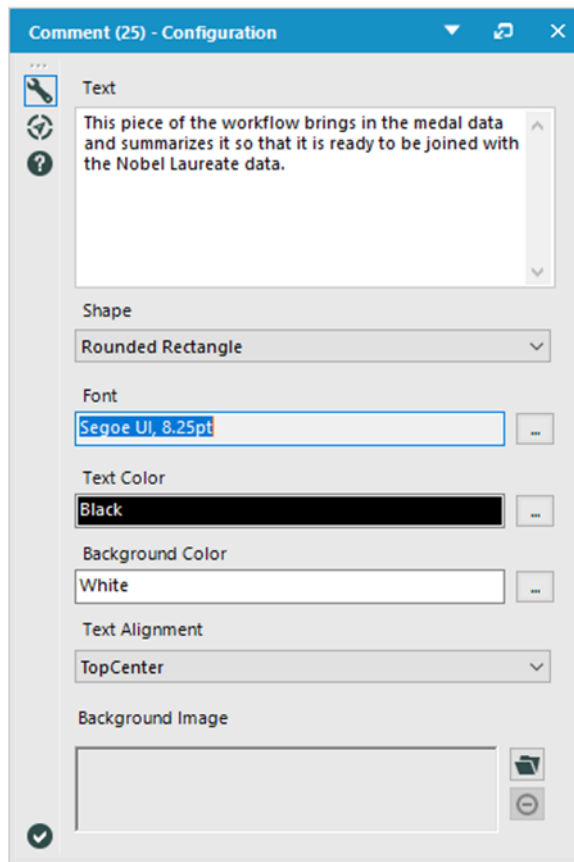 Comment (25) - Configuration
Text
This piece of the workflow brings in the medal data
and summarizes it so that it is ready to be joined with
the Nobel Laureate data.
Shape
Rounded Rectangle
Font
Segoe UI, 8.25pt
...
Text Color
Black
...
Background Color
White
...
Text Alignment
TopCenter
Background Image